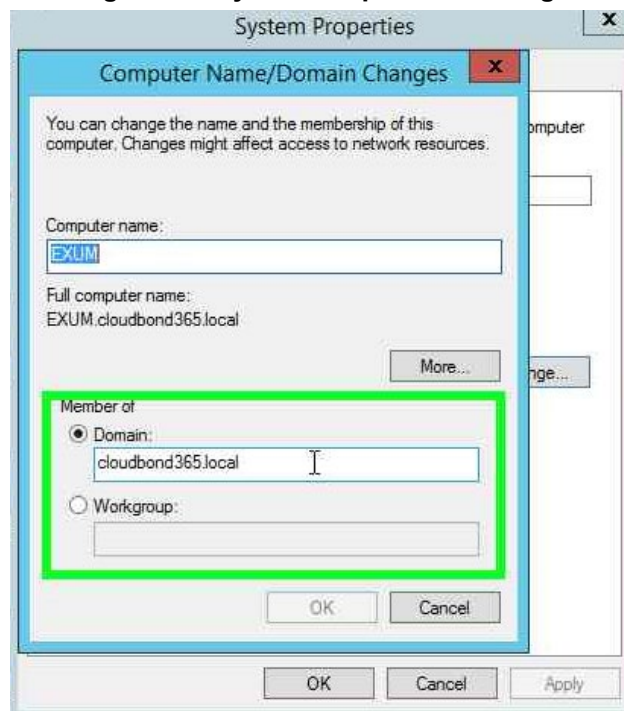 System Properties
x
Computer Name/Domain Changes
x
You can change the name and the membership of this
computer. Changes might affect access to network resources.
Computer name:
EXUM
Full computer name:
EXUM.cloudbond365.local
More...
Member of
Domain:
cloudbond365.local
Workgroup:
OK
Cancel
OK
Cancel
Apply